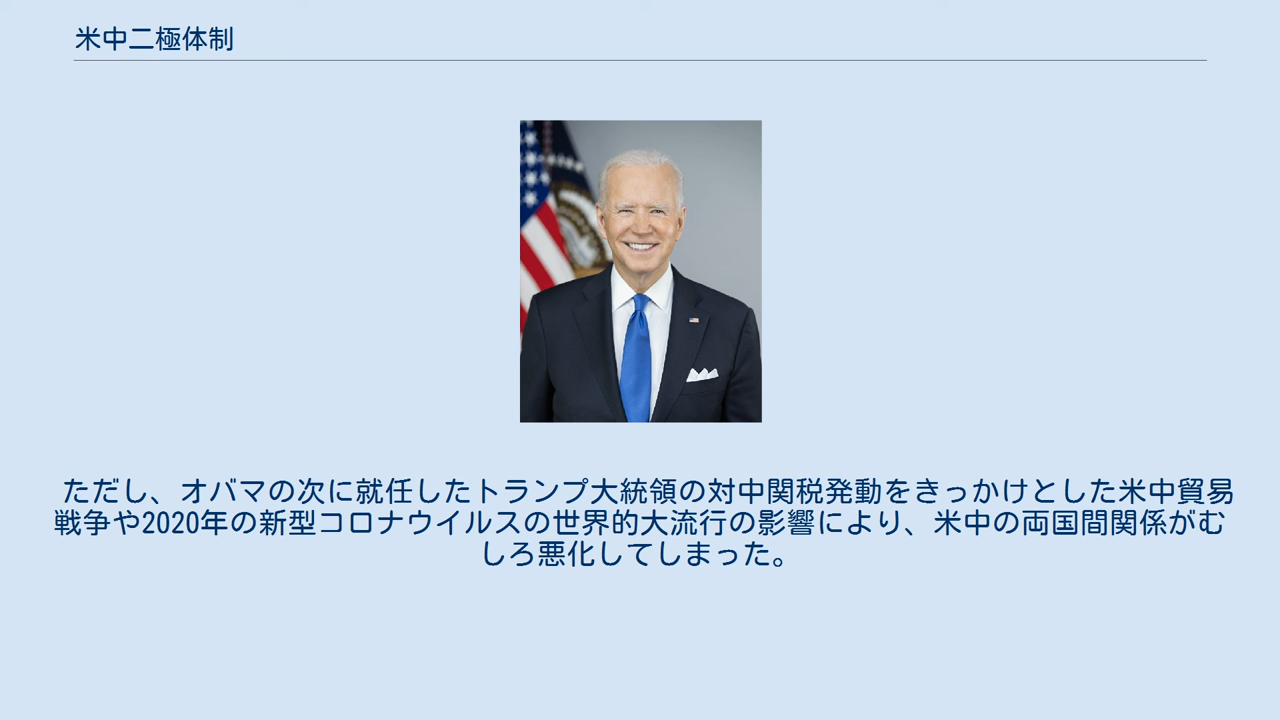 米中二極体制
ただし、オバマの次に就任したトランプ大統領の対中関税発動をきっかけとした米中貿易
戦争や2020年の新型コロナウイルスの世界的大流行の影響により、米中の両国間関係がむ
しろ悪化してしまった。